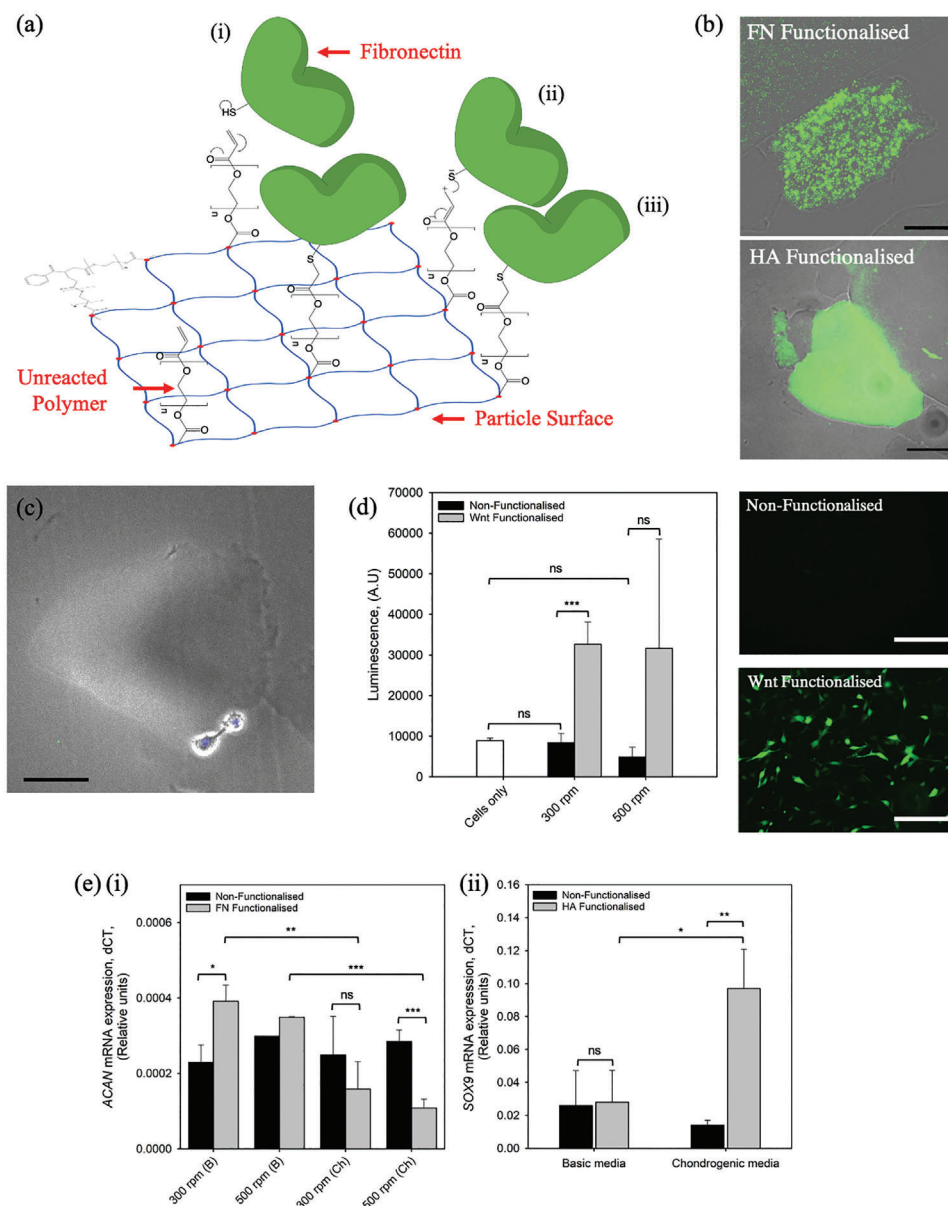 (a)
(i)
Fibronectin
HS
O
O
O
n
O
O
(ii)
S
O
O
O
n
O
O
(iii)
S
O
O
O
n
O
O
S
O
O
O
n
O
O
O
O
O
n
O
O
Unreacted
Polymer
Particle Surface
(b)
FN Functionalised
HA Functionalised
(c)
(d)
70000
60000
50000
40000
30000
20000
10000
0
Luminescence, (A.U)
Non-Functionalised
Wnt Functionalised
ns
ns
***
ns
Cells only
300 rpm
500 rpm
Non-Functionalised
Wnt Functionalised
(e) (i)
Non-Functionalised
FN Functionalised
0.0006
0.0004
0.0002
0.0000
ACAN mRNA expression, dCT,
(Relative units)
**
***
*
ns
***
300 rpm (B)
500 rpm (B)
300 rpm (Ch)
500 rpm (Ch)
(ii)
Non-Functionalised
HA Functionalised
0.16
0.14
0.12
0.10
0.08
0.06
0.04
0.02
0.00
SOX9 mRNA expression, dCT,
(Relative units)
**
*
ns
Basic media
Chondrogenic media